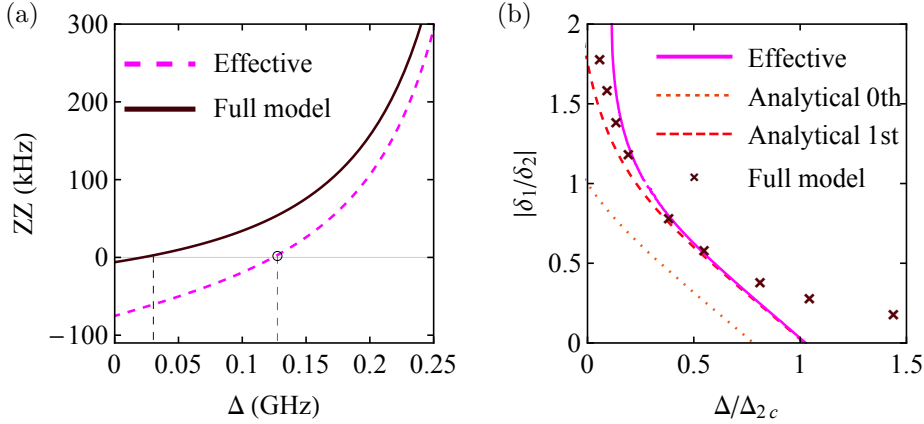 (a)
300
200
100
0
−100
ZZ (kHz)
Effective
Full model
0
0.05
0.1
0.15
0.2
0.25
Δ (GHz)
(b)
2
1.5
1
0.5
0
|δ₁/δ₂|
Effective
Analytical 0th
Analytical 1st
Full model
0
0.5
1
1.5
Δ/Δ₂ c